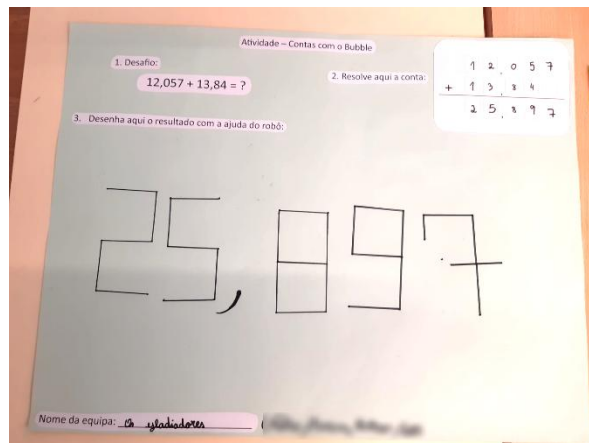 Atividade – Contas com o Bubble
1. Desafio:
12,057 + 13,84 = ?
2. Resolve aqui a conta:
1 2 , 0 5 7
+ 1 3 , 8 4
2 5 , 8 9 7
3. Desenha aqui o resultado com a ajuda do robô:
25,897
Nome da equipa: Os gladiadores